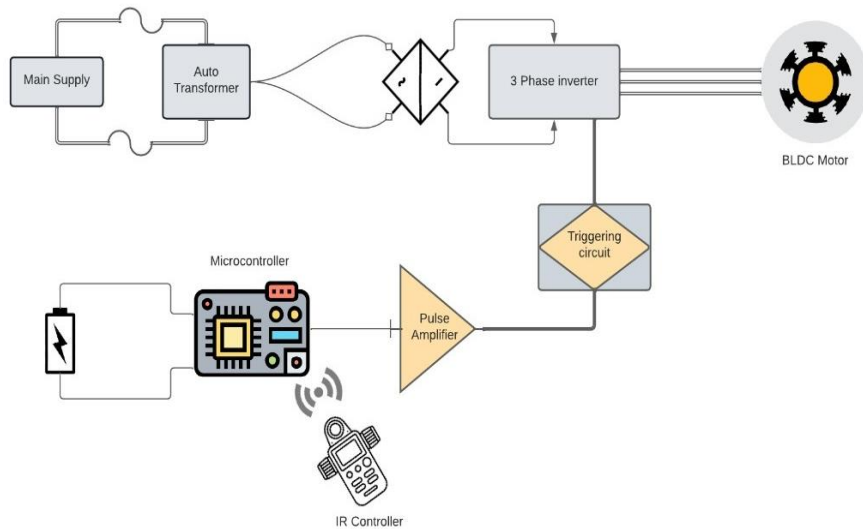 Main Supply
Auto
Transformer
~
3 Phase inverter
BLDC Motor
Triggering
circuit
Microcontroller
Pulse
Amplifier
IR Controller